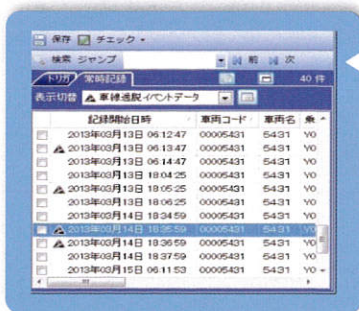 保存 チェック
検索 ジャンプ 前 次
トリガ 常時記録 40 件
表示切替 車線逸脱イベントデータ
記録開始日時 車両コード 車両名 乗
2013年03月13日 06:12:47 00005431 5431 YO
2013年03月13日 06:13:47 00005431 5431 YO
2013年03月13日 06:14:47 00005431 5431 YO
2013年03月13日 18:04:25 00005431 5431 YO
2013年03月13日 18:05:25 00005431 5431 YO
2013年03月13日 18:06:25 00005431 5431 YO
2013年03月14日 18:34:59 00005431 5431 YO
2013年03月14日 18:35:59 00005431 5431 YO
2013年03月14日 18:36:59 00005431 5431 YO
2013年03月14日 18:37:59 00005431 5431 YO
2013年03月15日 06:11:53 00005431 5431 YO